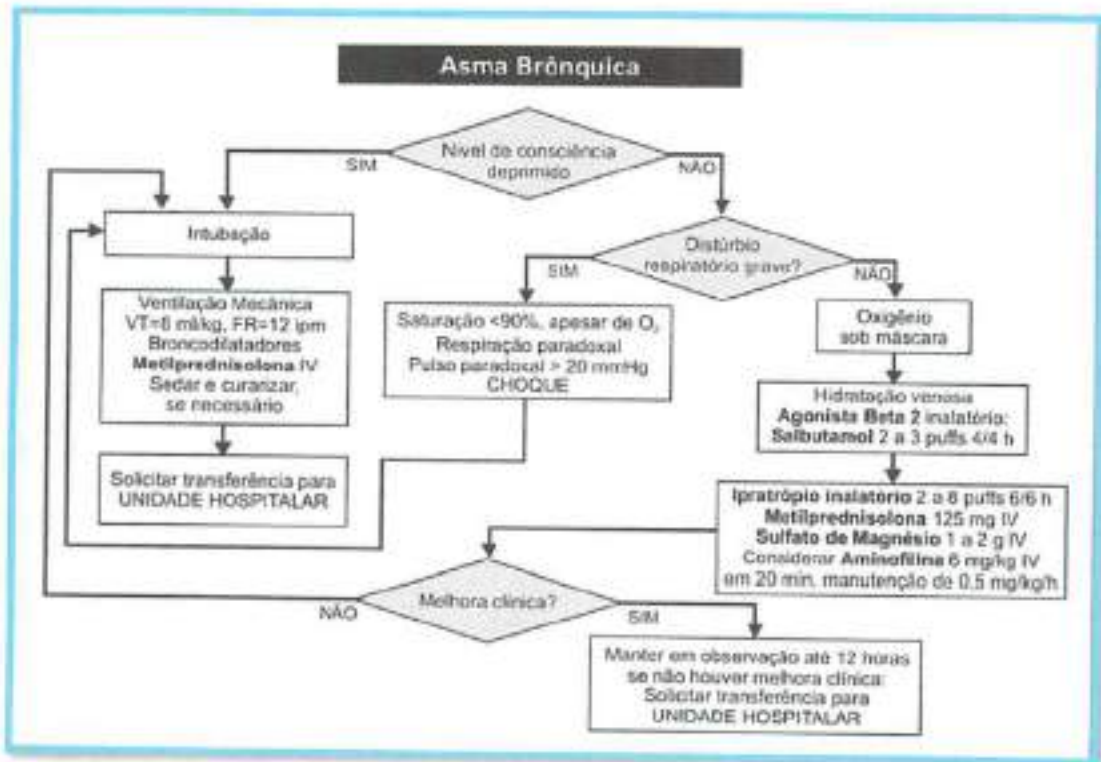 Asma Brônquica
Nível de consciência
deprimido
SIM
NÃO
Intubação
Distúrbio
respiratório grave?
SIM
NÃO
Ventilação Mecânica
VT=6 ml/kg, FR=12 ipm
Broncodilatadores
Metilprednisolona IV
Sedar e curarizar,
se necessário
Saturação <90%, apesar de O₂
Respiração paradoxal
Pulso paradoxal > 20 mmHg
CHOQUE
Oxigênio
sob máscara
Hidratação venosa
Agonista Beta 2 inalatório:
Salbutamol 2 a 3 puffs 4/4 h
Solicitar transferência para
UNIDADE HOSPITALAR
Ipratrópio inalatório 2 a 8 puffs 6/6 h
Metilprednisolona 125 mg IV
Sulfato de Magnésio 1 a 2 g IV
Considerar Aminofilina 6 mg/kg IV
em 20 min, manutenção de 0,5 mg/kg/h
Melhora clínica?
NÃO
SIM
Manter em observação até 12 horas
se não houver melhora clínica:
Solicitar transferência para
UNIDADE HOSPITALAR